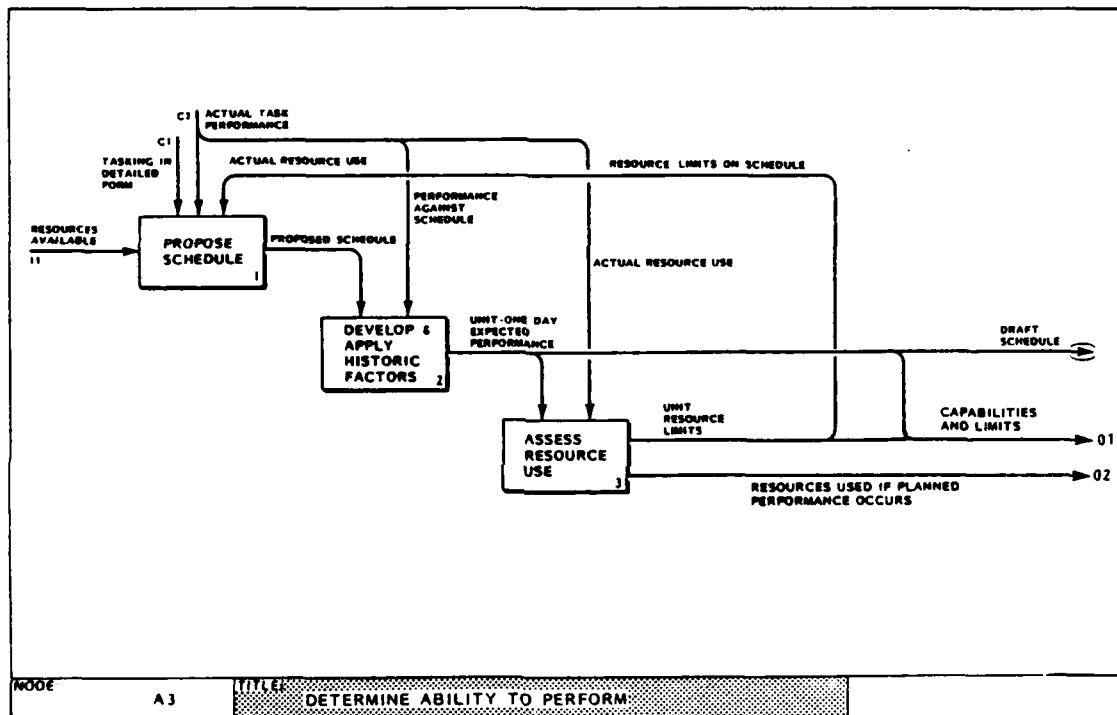 C2 ACTUAL TASK
PERFORMANCE
C1
TASKING IN
DETAILED
FORM
ACTUAL RESOURCE USE
RESOURCE LIMITS ON SCHEDULE
PERFORMANCE
AGAINST
SCHEDULE
RESOURCES
AVAILABLE
I1
PROPOSE
SCHEDULE
1
PROPOSED SCHEDULE
ACTUAL RESOURCE USE
DEVELOP &
APPLY
HISTORIC
FACTORS
2
UNIT-ONE DAY
EXPECTED
PERFORMANCE
DRAFT
SCHEDULE
ASSESS
RESOURCE
USE
3
UNIT
RESOURCE
LIMITS
CAPABILITIES
AND LIMITS
O1
RESOURCES USED IF PLANNED
PERFORMANCE OCCURS
O2
NODE
A3
TITLE:
DETERMINE ABILITY TO PERFORM